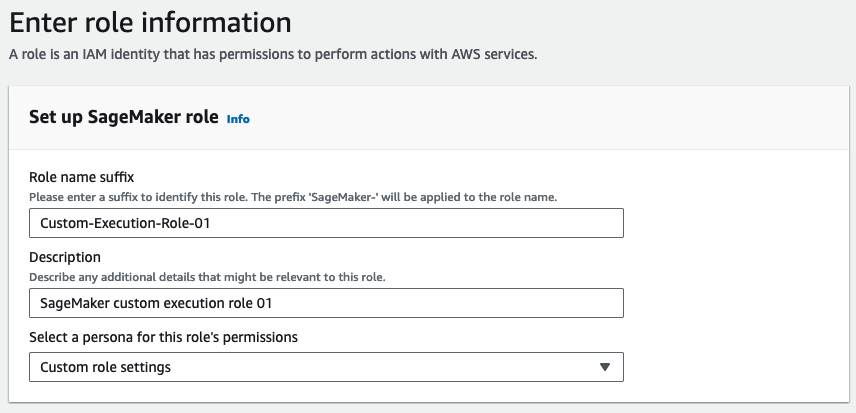 Enter role information
A role is an IAM identity that has permissions to perform actions with AWS services.
Set up SageMaker role Info
Role name suffix
Please enter a suffix to identify this role. The prefix 'SageMaker-' will be applied to the role name.
Custom-Execution-Role-01
Description
Describe any additional details that might be relevant to this role.
SageMaker custom execution role 01
Select a persona for this role's permissions
Custom role settings